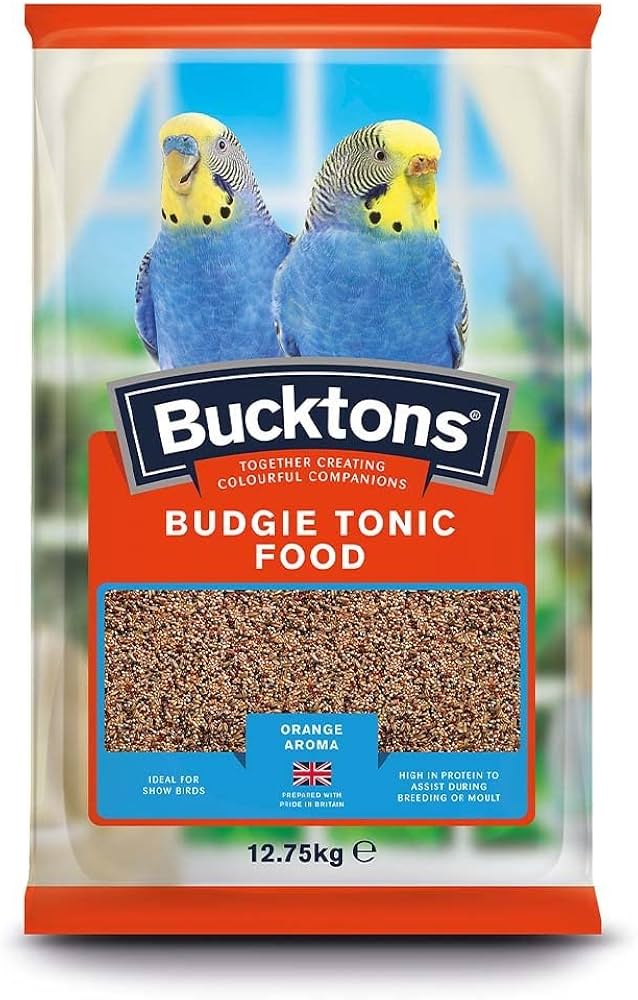 Bucktons®
TOGETHER CREATING
COLOURFUL COMPANIONS
BUDGIE TONIC
FOOD
ORANGE
AROMA
IDEAL FOR
SHOW BIRDS
PREPARED WITH
PRIDE IN BRITAIN
HIGH IN PROTEIN TO
ASSIST DURING
BREEDING OR MOULT
12.75kg ℮